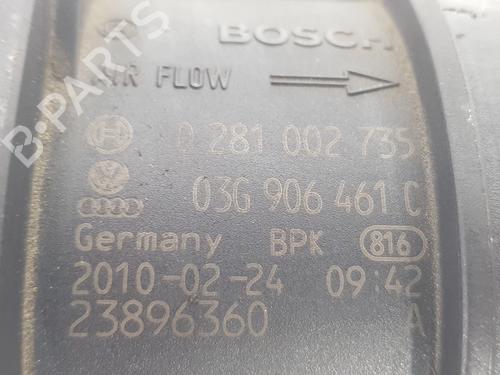 BOSCH
AIR FLOW
0 281 002 735
03G 906 461 C
Germany BPK 816
2010-02-24 09:42
23896360 A
B-PARTS